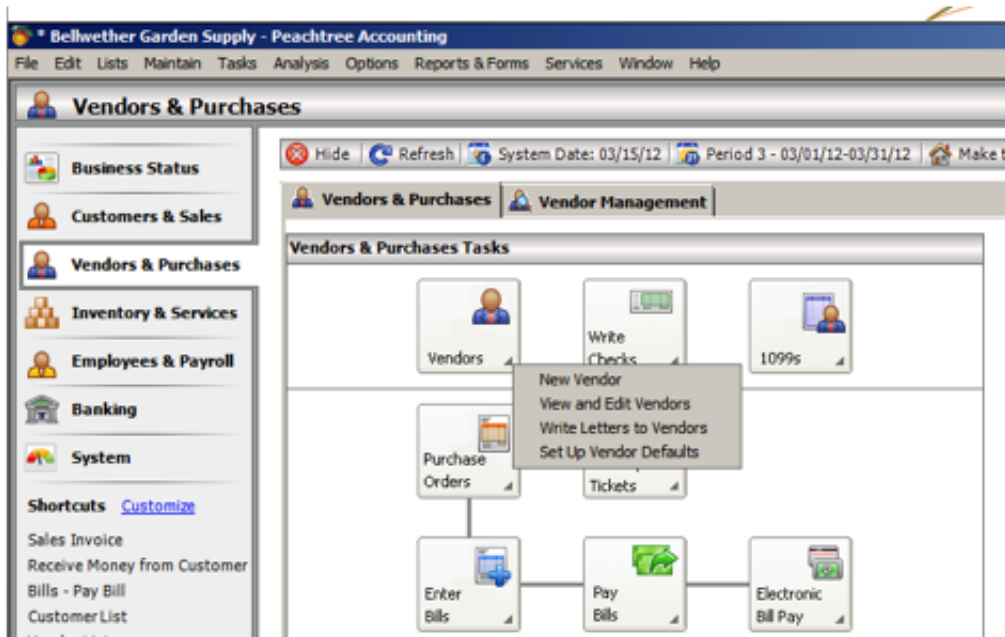 * Bellwether Garden Supply - Peachtree Accounting
File Edit Lists Maintain Tasks Analysis Options Reports & Forms Services Window Help
Vendors & Purchases
Hide Refresh System Date: 03/15/12 Period 3 - 03/01/12-03/31/12 Make
Business Status
Customers & Sales
Vendors & Purchases
Inventory & Services
Employees & Payroll
Banking
System
Shortcuts Customize
Sales Invoice
Receive Money from Customer
Bills - Pay Bill
Customer List
Vendors & Purchases Vendor Management
Vendors & Purchases Tasks
Vendors
Write
Checks
1099s
New Vendor
View and Edit Vendors
Write Letters to Vendors
Set Up Vendor Defaults
Purchase
Orders
Tickets
Enter
Bills
Pay
Bills
Electronic
Bill Pay